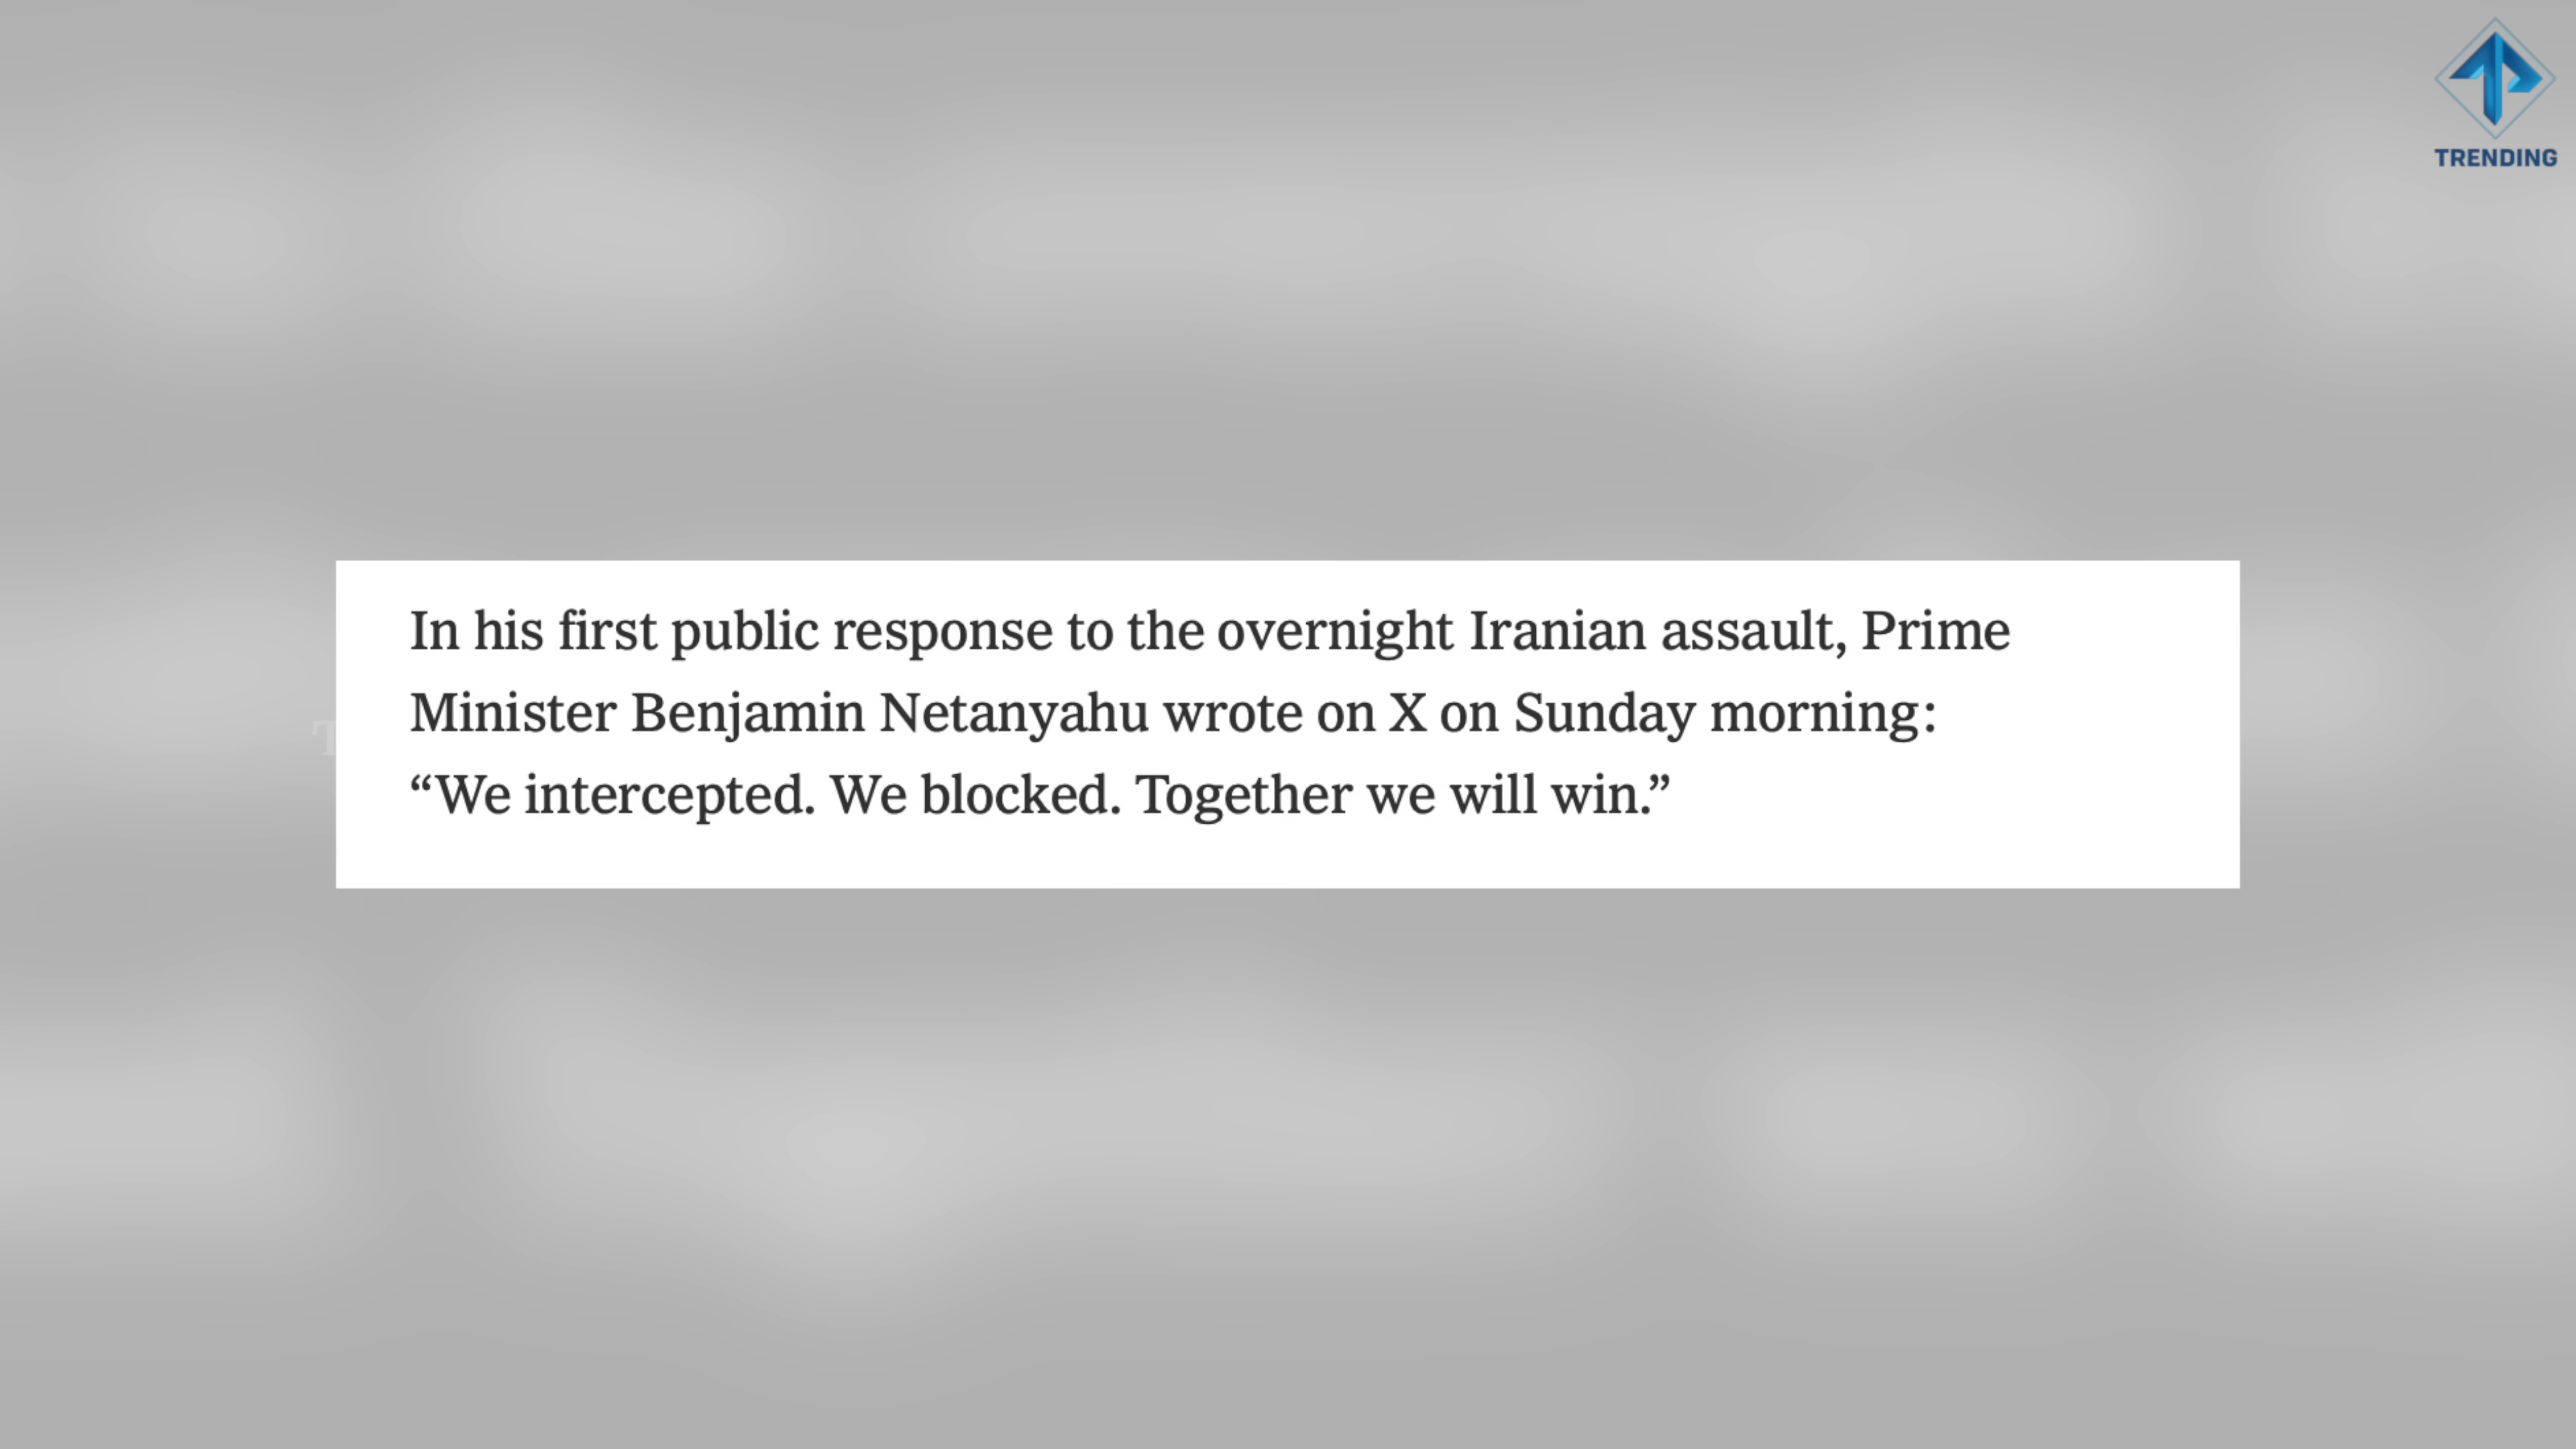 TRENDING
In his first public response to the overnight Iranian assault, Prime
Minister Benjamin Netanyahu wrote on X on Sunday morning:
“We intercepted. We blocked. Together we will win.”